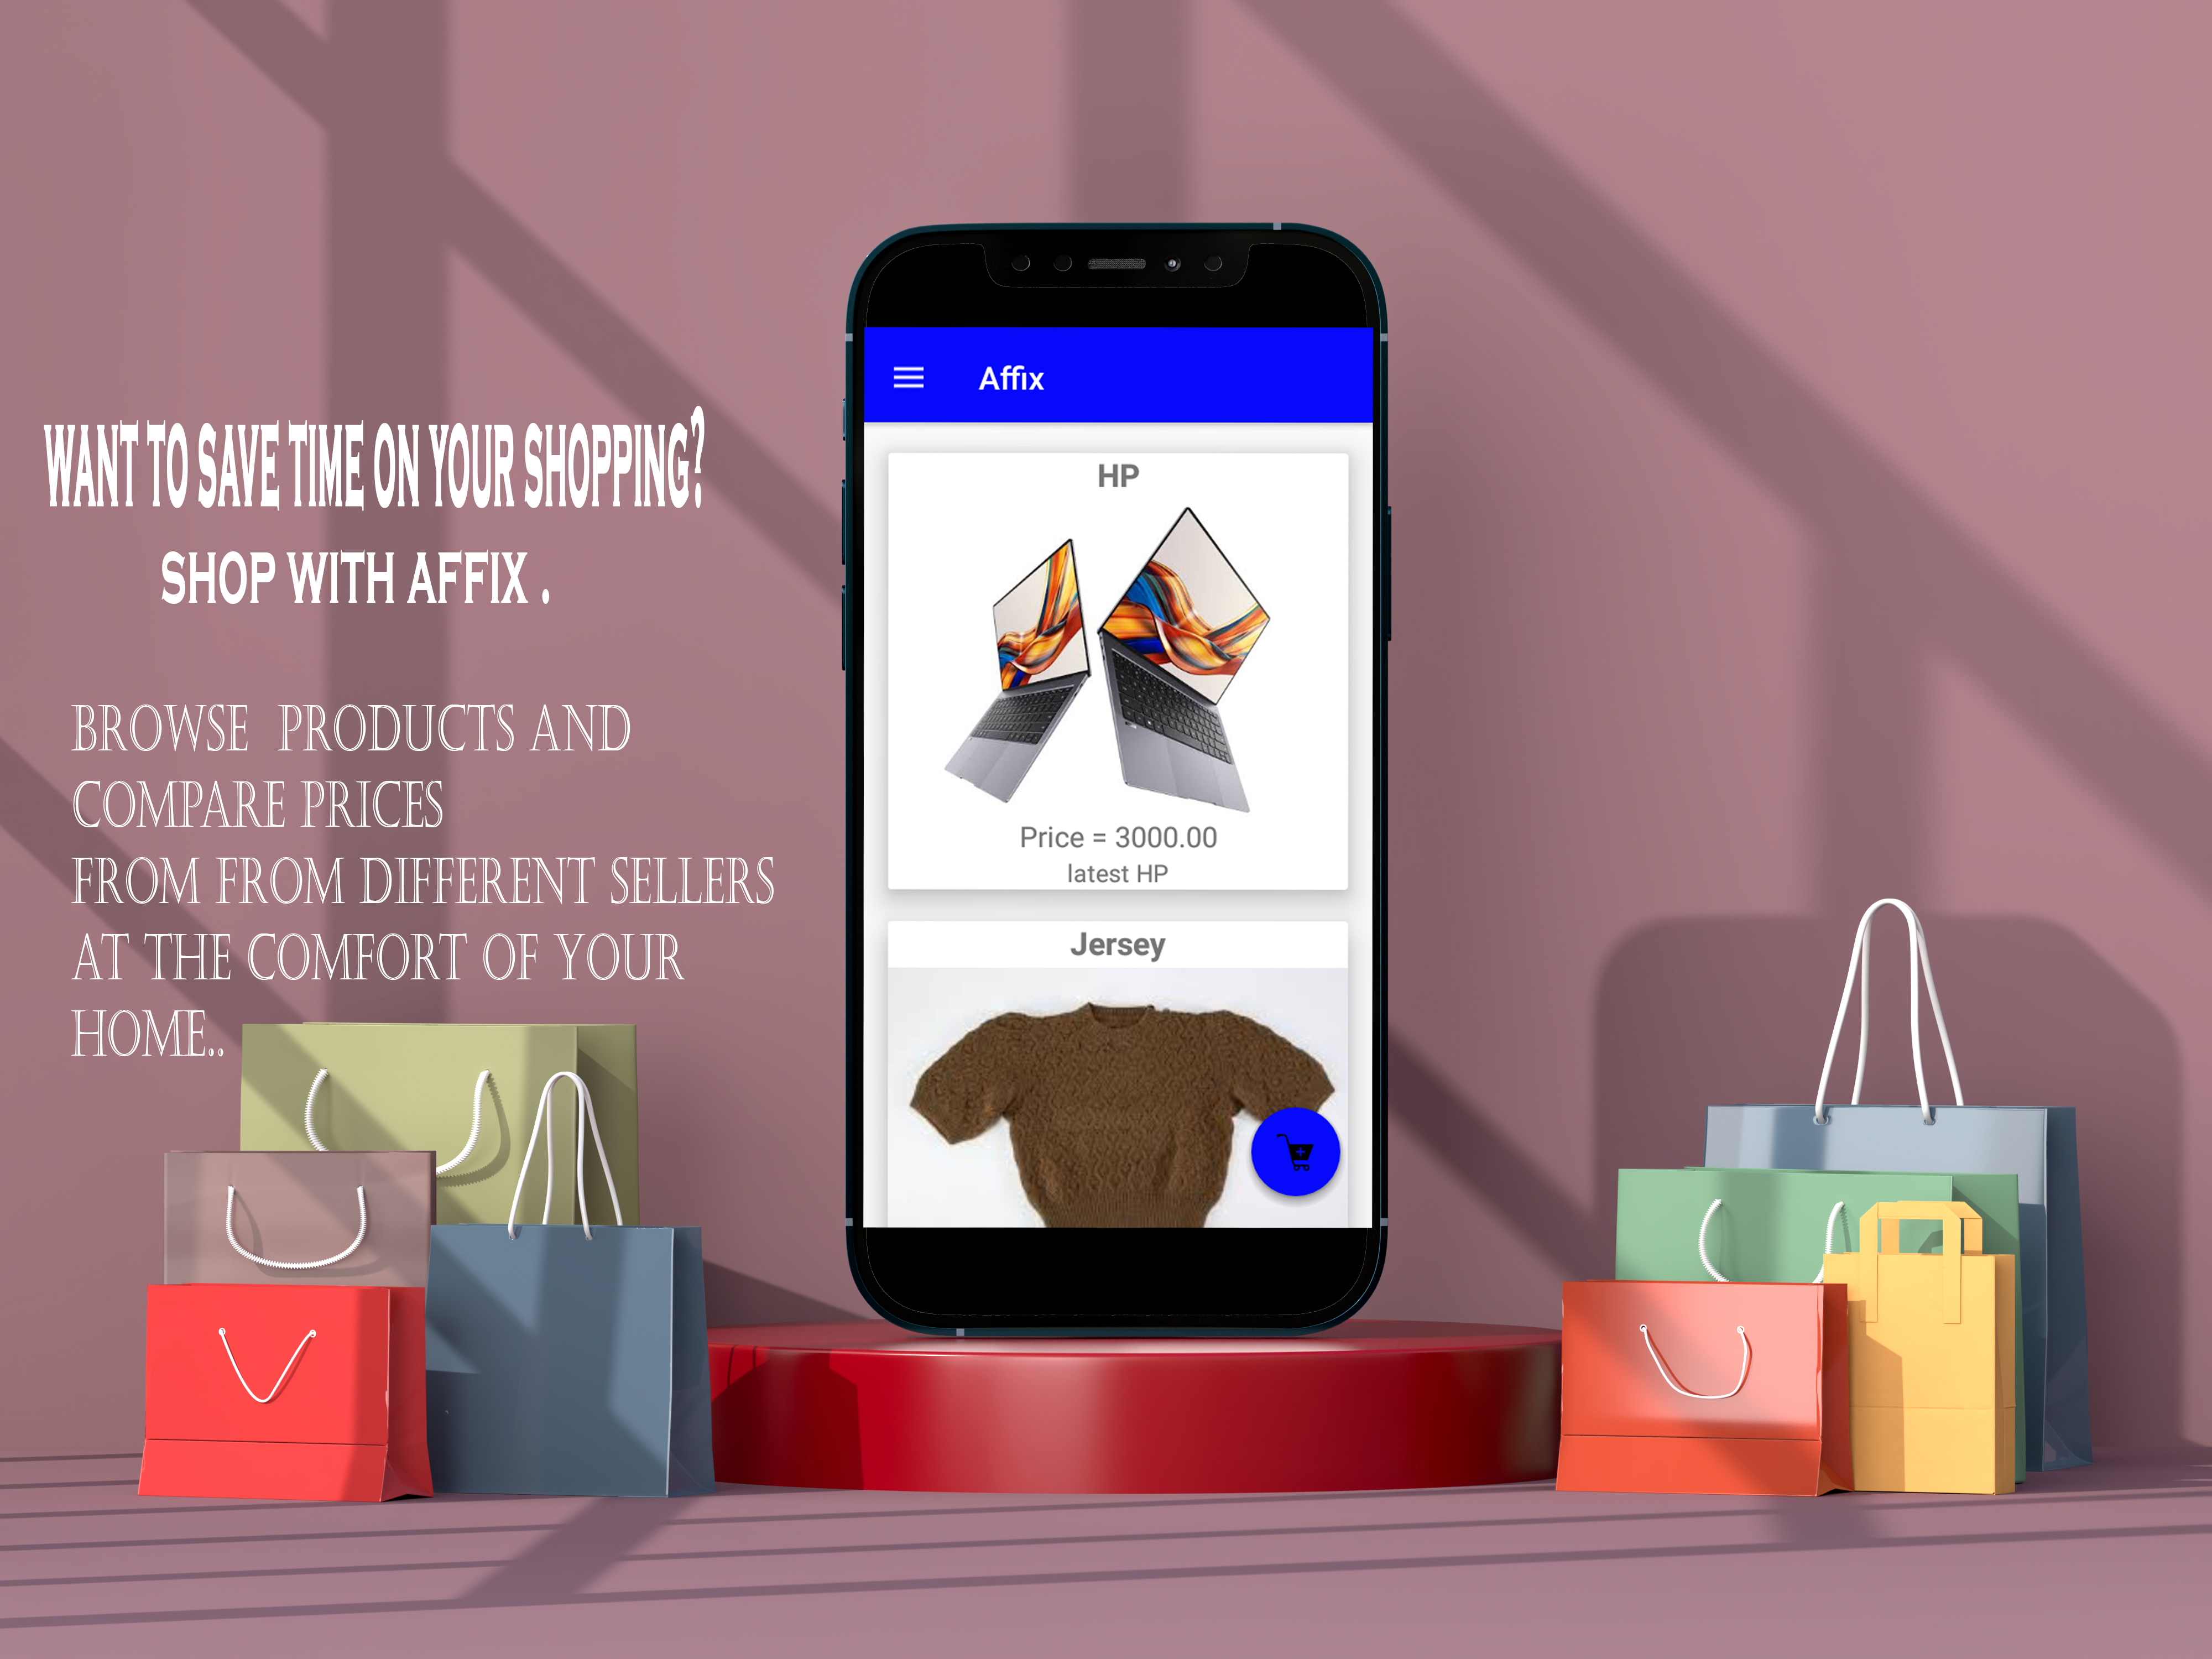 WANT TO SAVE TIME ON YOUR SHOPPING?
SHOP WITH AFFIX .
BROWSE PRODUCTS AND
COMPARE PRICES
FROM FROM DIFFERENT SELLERS
AT THE COMFORT OF YOUR
HOME..
Affix
HP
Price = 3000.00
latest HP
Jersey